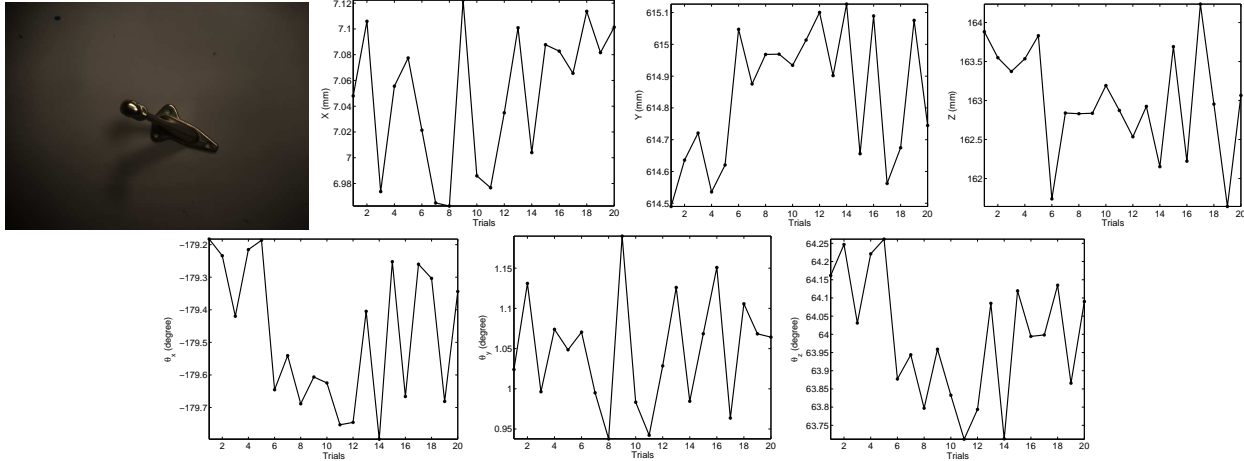 7.12
7.1
7.08
7.06
7.04
7.02
7
6.98
X (mm)
2 4 6 8 10 12 14 16 18 20
Trials
615.1
615
614.9
614.8
614.7
614.6
614.5
Y (mm)
2 4 6 8 10 12 14 16 18 20
Trials
164
163.5
163
162.5
162
Z (mm)
2 4 6 8 10 12 14 16 18 20
Trials
−179.2
−179.3
−179.4
−179.5
−179.6
−179.7
θx (degree)
2 4 6 8 10 12 14 16 18 20
Trials
1.15
1.1
1.05
1
0.95
θy (degree)
2 4 6 8 10 12 14 16 18 20
Trials
64.25
64.2
64.15
64.1
64.05
64
63.95
63.9
63.85
63.8
63.75
θz (degree)
2 4 6 8 10 12 14 16 18 20
Trials